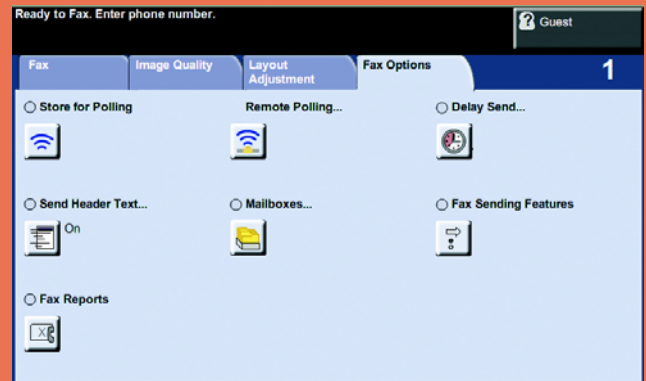 Ready to Fax. Enter phone number.
Guest
Fax
Image Quality
Layout
Adjustment
Fax Options
1
Store for Polling
Remote Polling...
Delay Send...
Send Header Text...
On
Mailboxes...
Fax Sending Features
Fax Reports